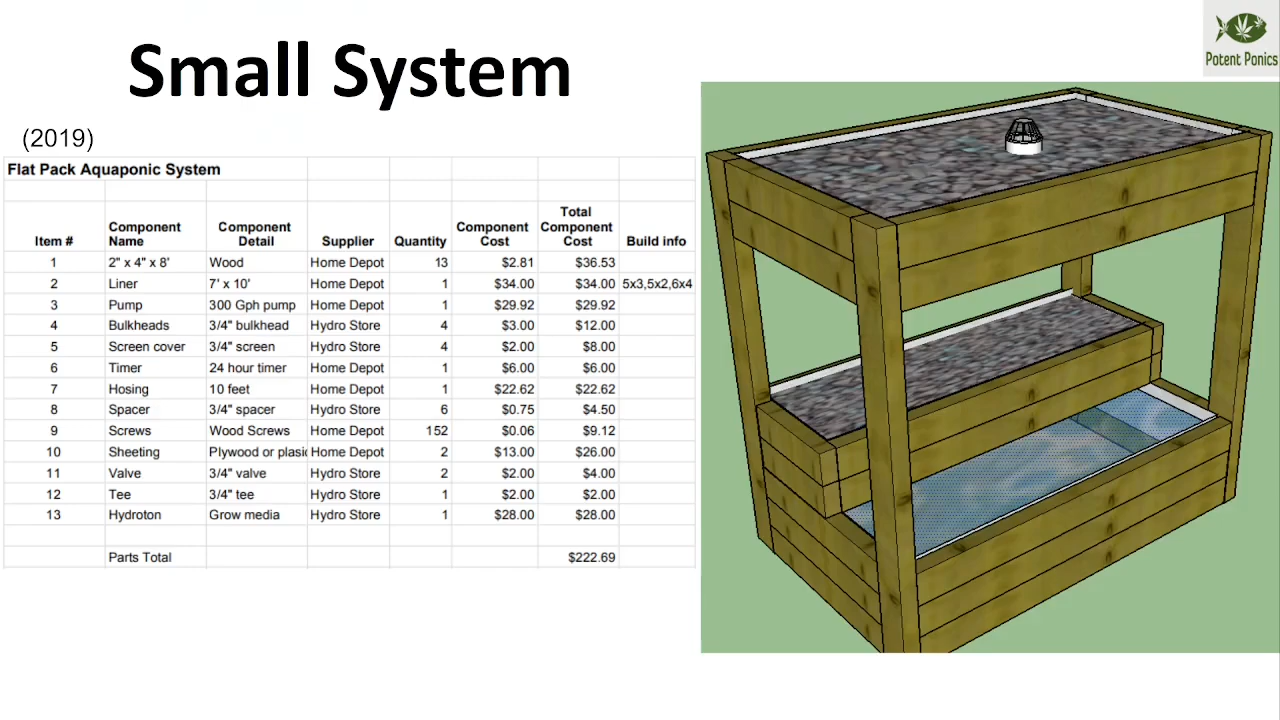 Small System
Potent Ponics
(2019)
Flat Pack Aquaponic System
Item # Component Name Component Detail Supplier Quantity Component Cost Total Component Cost Build info
1 2" x 4" x 8' Wood Home Depot 13 $2.81 $36.53
2 Liner 7' x 10' Home Depot 1 $34.00 $34.00 5x3,5x2,6x4
3 Pump 300 Gph pump Home Depot 1 $29.92 $29.92
4 Bulkheads 3/4" bulkhead Hydro Store 4 $3.00 $12.00
5 Screen cover 3/4" screen Hydro Store 4 $2.00 $8.00
6 Timer 24 hour timer Home Depot 1 $6.00 $6.00
7 Hosing 10 feet Home Depot 1 $22.62 $22.62
8 Spacer 3/4" spacer Hydro Store 6 $0.75 $4.50
9 Screws Wood Screws Home Depot 152 $0.06 $9.12
10 Sheeting Plywood or plasic Home Depot 2 $13.00 $26.00
11 Valve 3/4" valve Hydro Store 2 $2.00 $4.00
12 Tee 3/4" tee Hydro Store 1 $2.00 $2.00
13 Hydroton Grow media Hydro Store 1 $28.00 $28.00
Parts Total $222.69